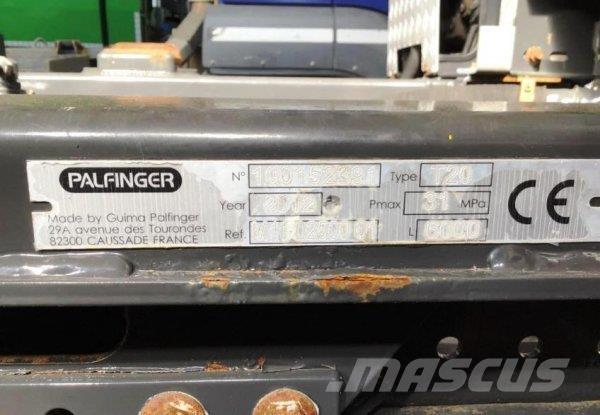 PALFINGER
Made by Guima Palfinger
29A avenue des Tourondes
82300 CAUSSADE FRANCE
N° Type T20
Year 2012 Pmax 31 MPa
Ref. L 6000
CE
MASCUS